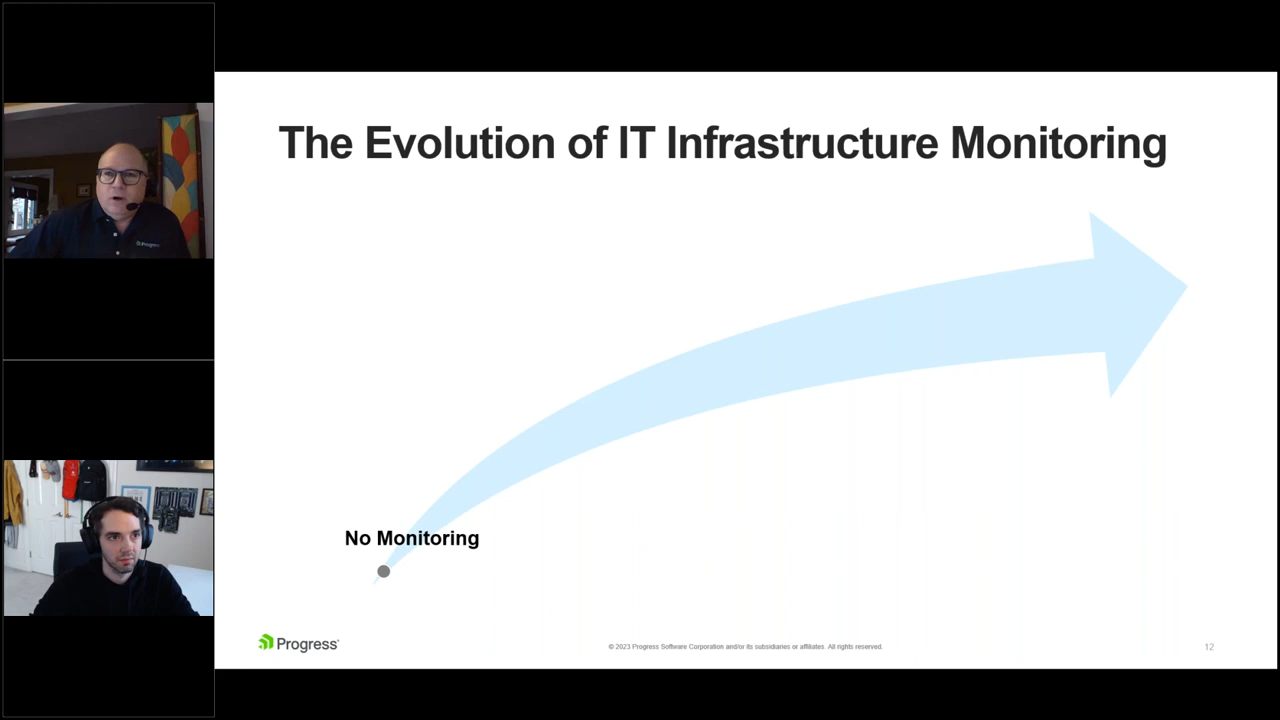 The Evolution of IT Infrastructure Monitoring
No Monitoring
Progress
Progress
© 2023 Progress Software Corporation and/or its subsidiaries or affiliates. All rights reserved.
12